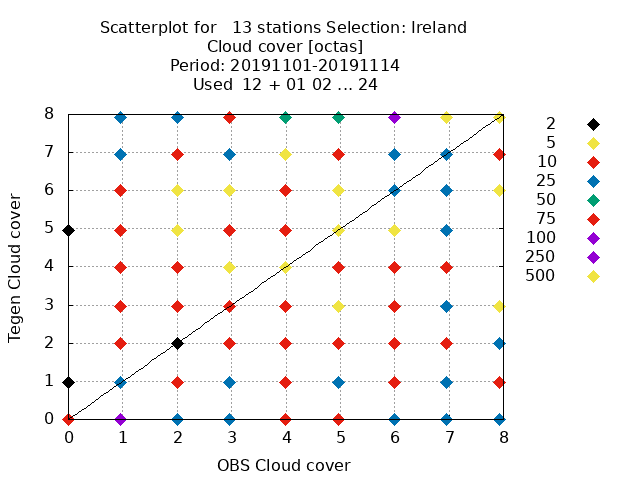 Scatterplot for   13 stations Selection: Ireland
Cloud cover [octas]
Period: 20191101-20191114
Used  12 + 01 02 ... 24
8
7
6
5
4
3
2
1
0
Tegen Cloud cover
0 1 2 3 4 5 6 7 8
OBS Cloud cover
2
5
10
25
50
75
100
250
500